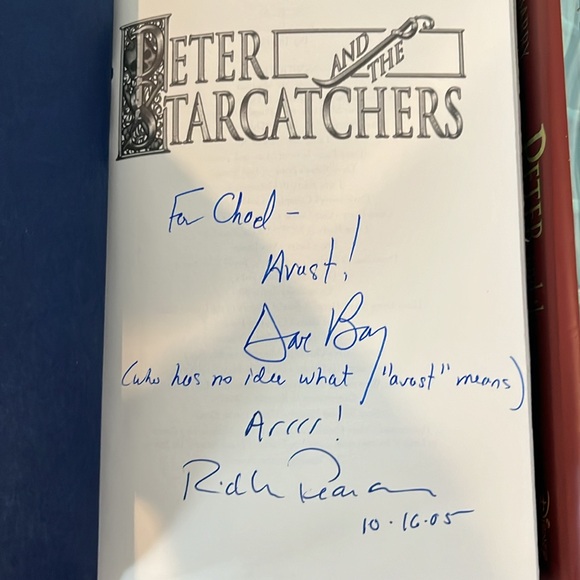 PETER AND THE
STARCATCHERS
For Chad -
Avast!
Dave Barry
(who has no idea what "avast" means)
Arrrr!
Ridley Pearson
10·16·05
PETER